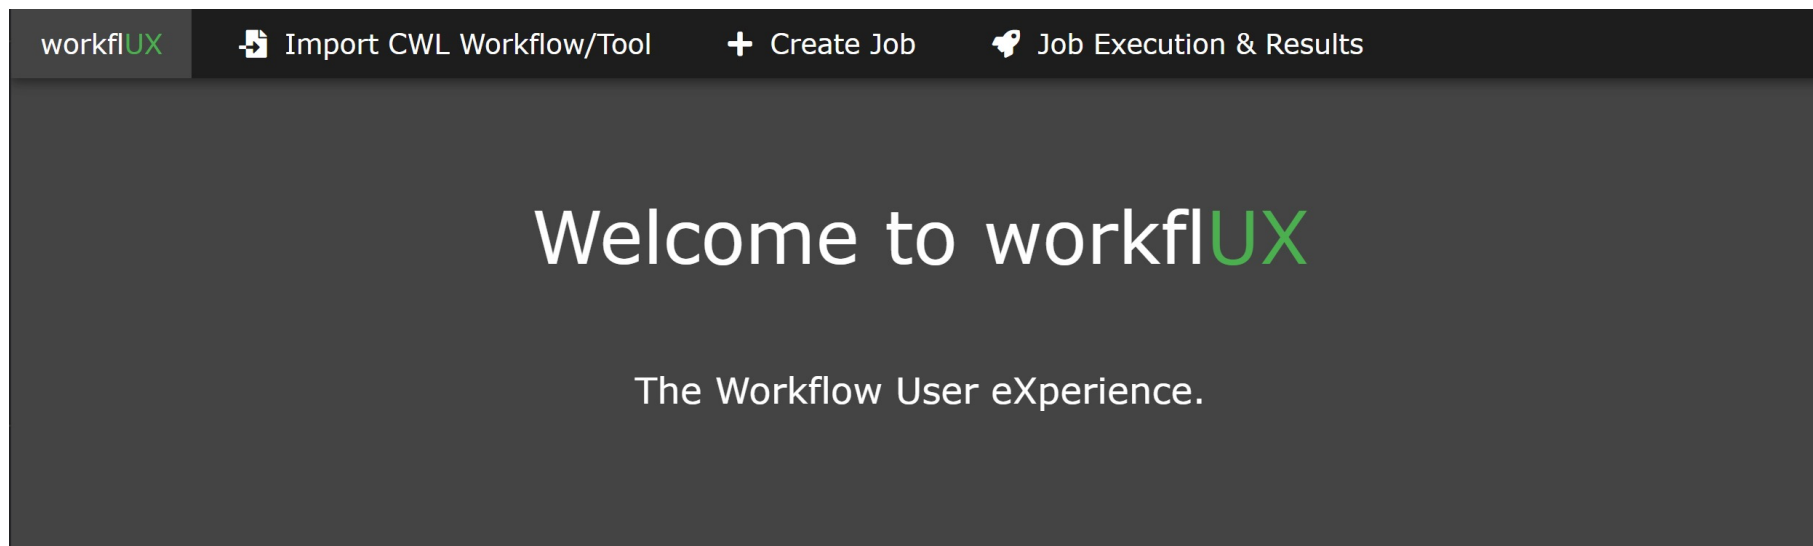 workflUX Import CWL Workflow/Tool Create Job Job Execution & Results
Welcome to workflUX
The Workflow User eXperience.